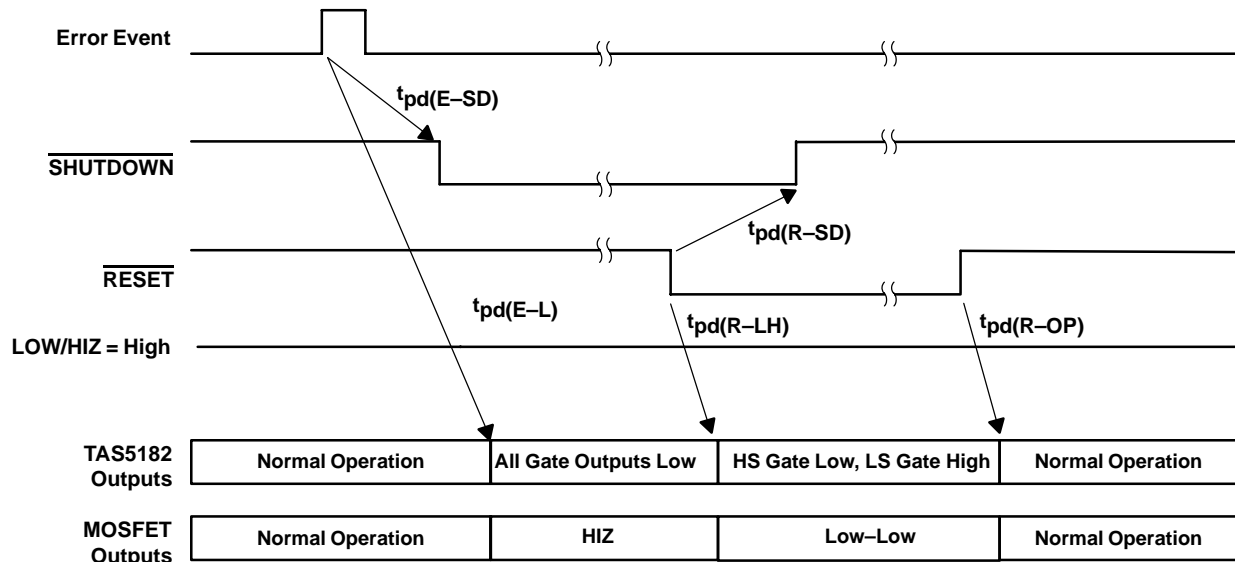 Error Event
tpd(E–SD)
SHUTDOWN
tpd(R–SD)
RESET
tpd(E–L)
tpd(R–LH)
tpd(R–OP)
LOW/HIZ = High
TAS5182
Outputs
Normal Operation
All Gate Outputs Low
HS Gate Low, LS Gate High
Normal Operation
MOSFET
Outputs
Normal Operation
HIZ
Low–Low
Normal Operation